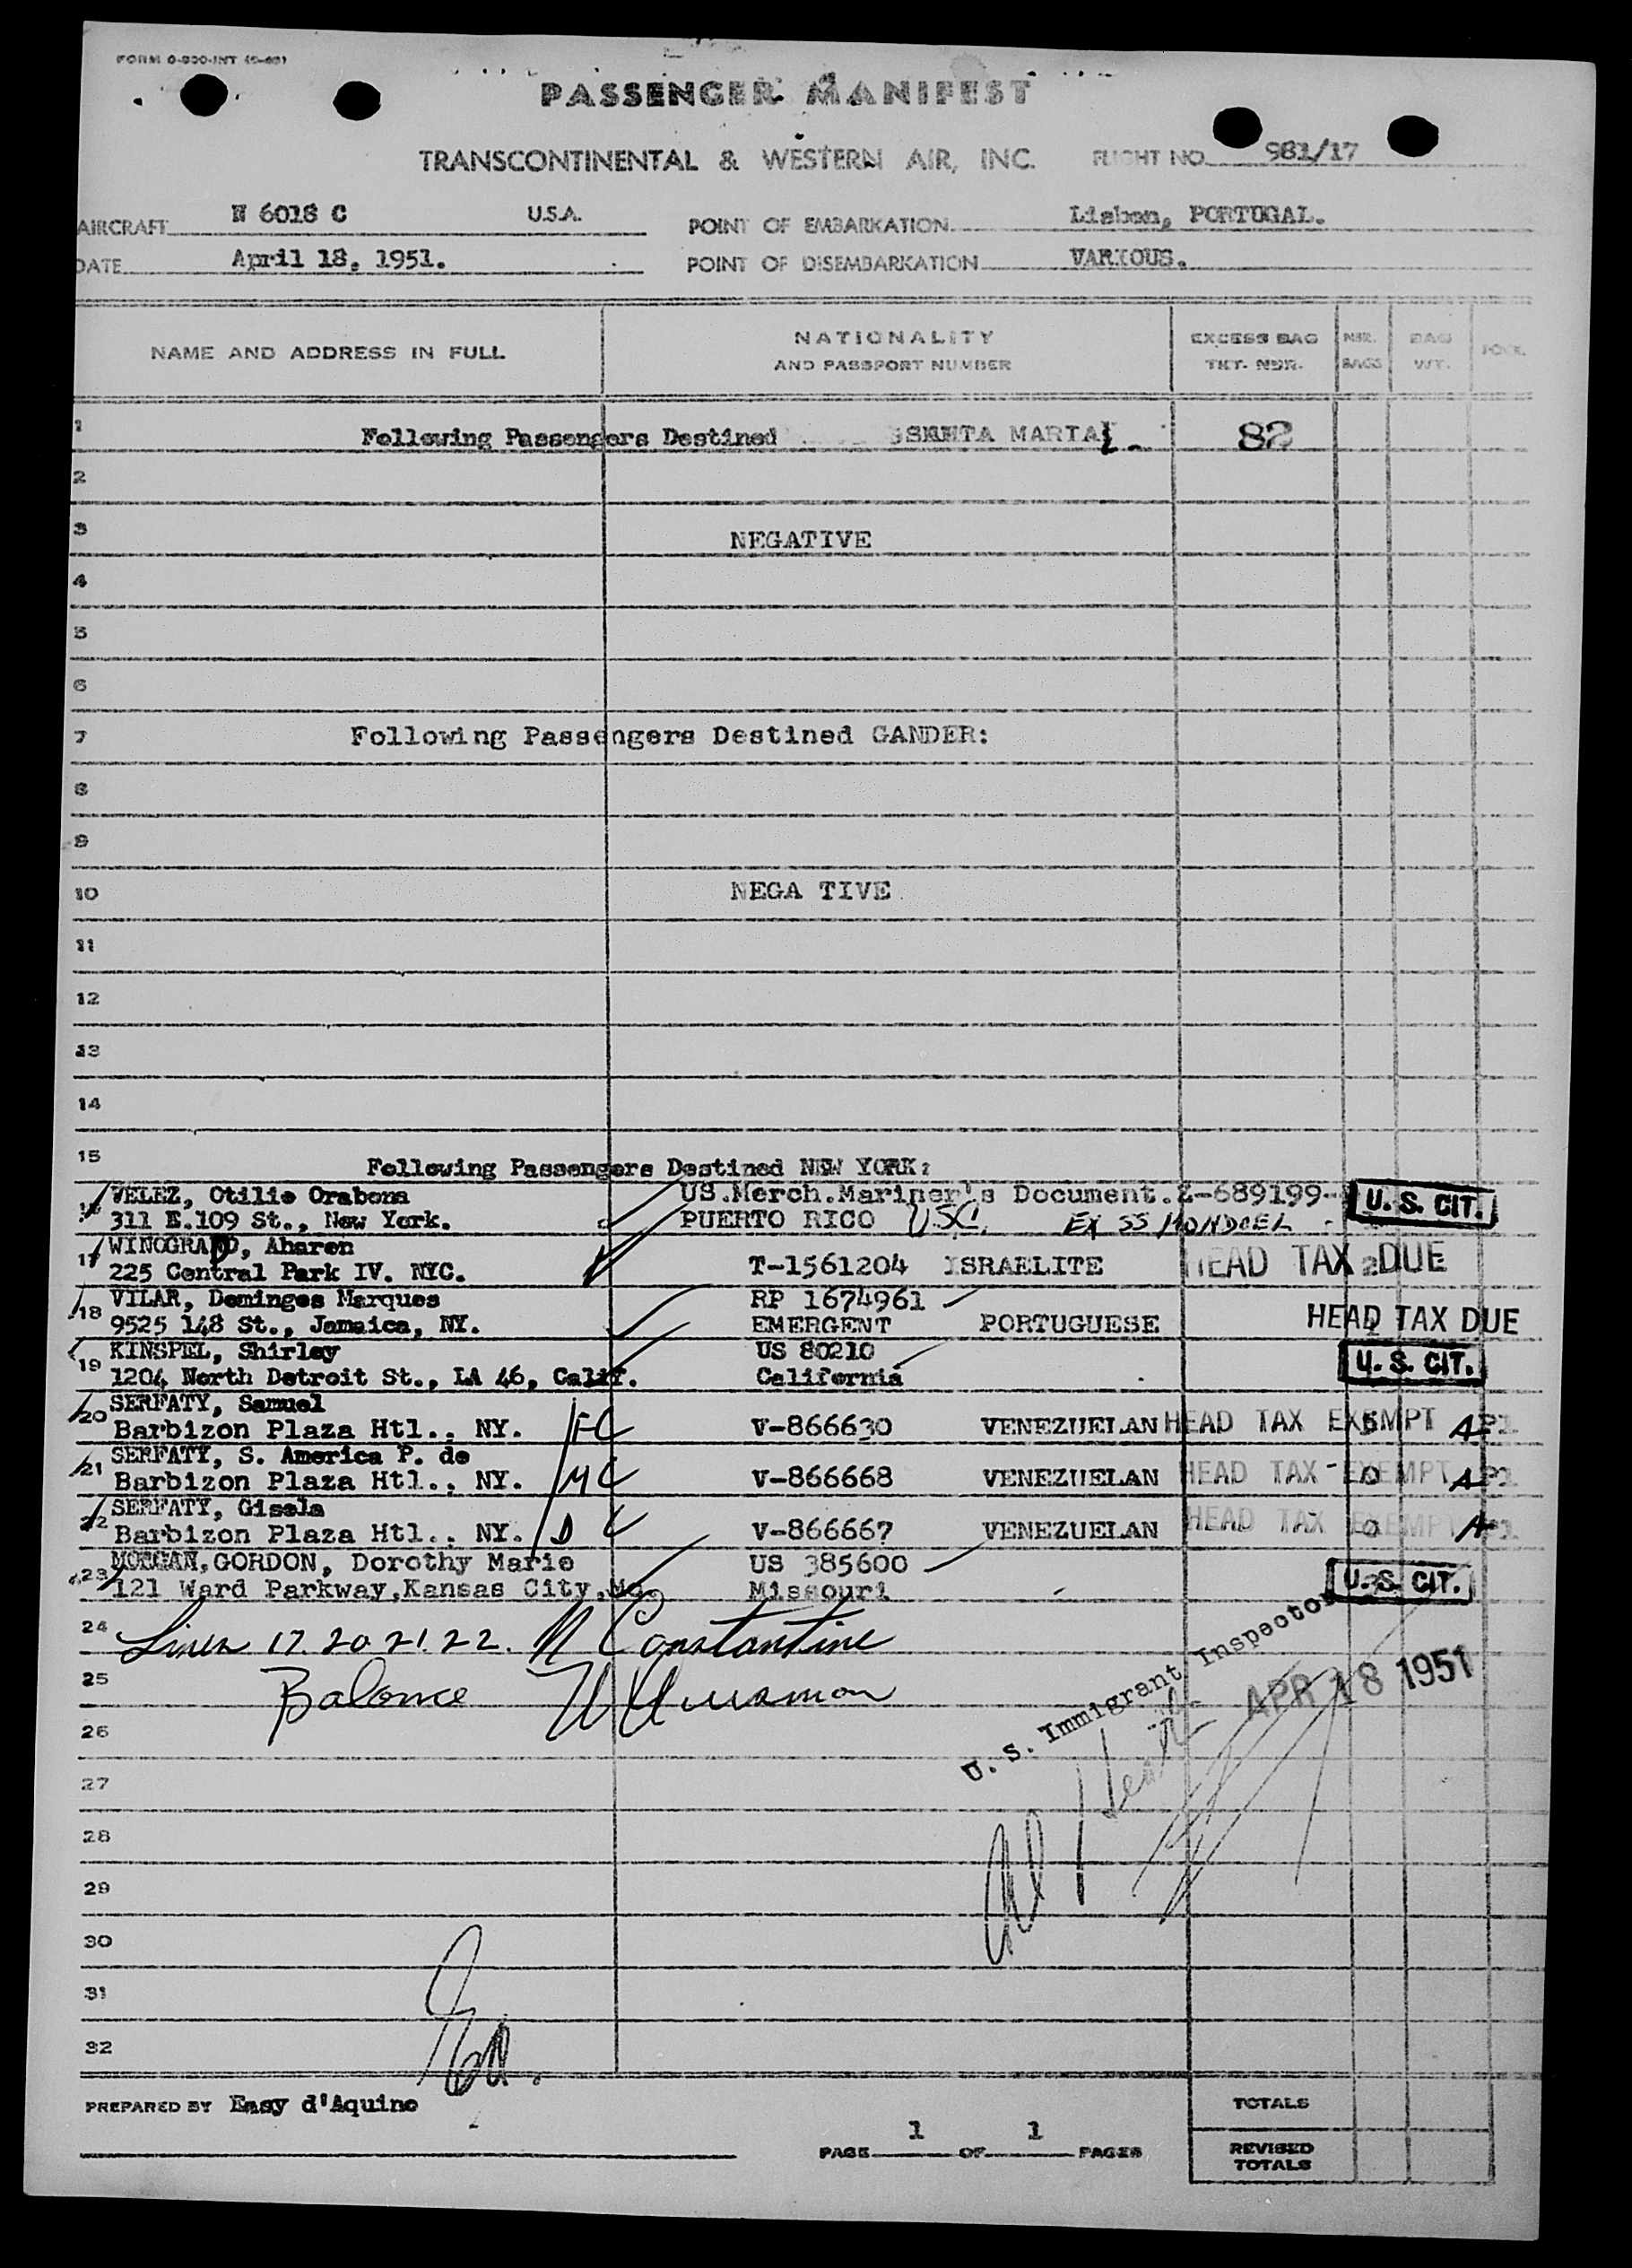 FORM O-800-INT
PASSENGER MANIFEST
TRANSCONTINENTAL & WESTERN AIR, INC. FLIGHT NO. 981/17
AIRCRAFT N 6018 C U.S.A. POINT OF EMBARKATION Lisbon, PORTUGAL.
DATE April 18, 1951. POINT OF DISEMBARKATION VARIOUS.
NAME AND ADDRESS IN FULL NATIONALITY AND PASSPORT NUMBER EXCESS BAG TKT. NBR. NBR. BAGS BAG WT.
1 Following Passengers Destined MARIA 82
2
3 NEGATIVE
4
5
6
7 Following Passengers Destined GANDER:
8
9
10 NEGA TIVE
11
12
13
14
15 Following Passengers Destined NEW YORK:
16 VELEZ, Otilio Orabona US.Merch.Mariner's Document.Z-689199- U. S. CIT.
311 E.109 St., New York. PUERTO RICO USC. EX SS
17 WINOGRAD, Aharon
225 Central Park IV. NYC. T-1561204 ISRAELITE HEAD TAX DUE
18 VILAR, Domingos Marques RP 1674961
9525 148 St., Jamaica, NY. EMERGENT PORTUGUESE HEAD TAX DUE
19 KINSPEL, Shirley US 80210 U. S. CIT.
1204 North Detroit St., LA 46, Calif. California
20 SERFATY, Samuel
Barbizon Plaza Htl., NY. V-866630 VENEZUELAN HEAD TAX EXEMPT
21 SERFATY, S. America P. de
Barbizon Plaza Htl., NY. MC V-866668 VENEZUELAN HEAD TAX EXEMPT
22 SERFATY, Gisela
Barbizon Plaza Htl., NY. D C V-866667 VENEZUELAN HEAD TAX EXEMPT
23 MORGAN, GORDON, Dorothy Marie US 385600
121 Ward Parkway, Kansas City, Mo. Missouri U. S. CIT.
24 Lines 17. 20. 21. 22. N Constantine
25 Balance
U. S. Immigrant Inspector
APR 18 1951
26
27
28
29
30
31
32
PREPARED BY Easy d'Aquino TOTALS
PAGE 1 OF 1 PAGES REVISED TOTALS